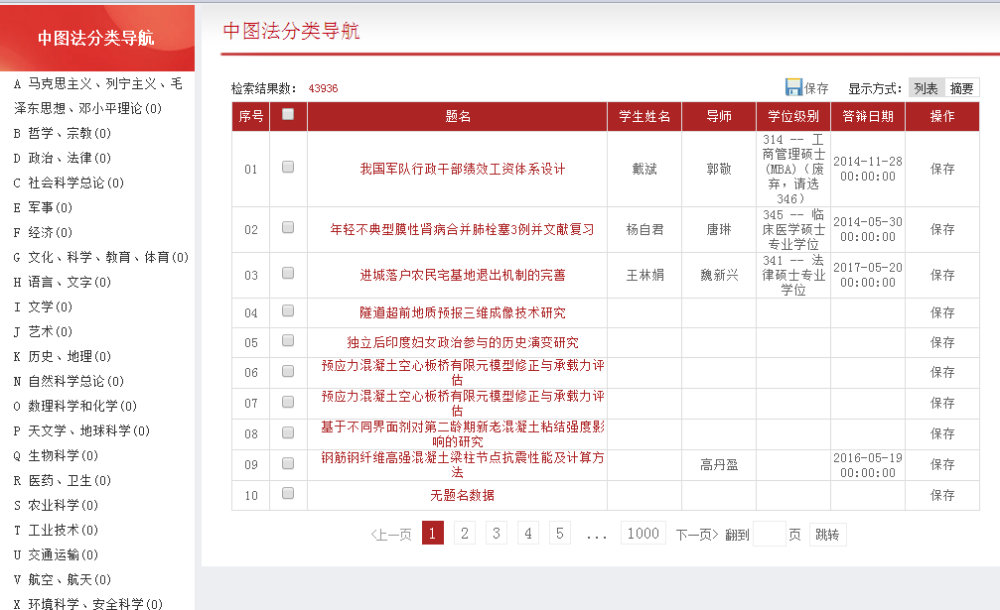 中图法分类导航
A 马克思主义、列宁主义、毛
泽东思想、邓小平理论(0)
B 哲学、宗教(0)
D 政治、法律(0)
C 社会科学总论(0)
E 军事(0)
F 经济(0)
G 文化、科学、教育、体育(0)
H 语言、文字(0)
I 文学(0)
J 艺术(0)
K 历史、地理(0)
N 自然科学总论(0)
O 数理科学和化学(0)
P 天文学、地球科学(0)
Q 生物科学(0)
R 医药、卫生(0)
S 农业科学(0)
T 工业技术(0)
U 交通运输(0)
V 航空、航天(0)
X 环境科学、安全科学(0)
中图法分类导航
检索结果数： 43936 保存 显示方式： 列表 摘要
序号 题名 学生姓名 导师 学位级别 答辩日期 操作
01 我国军队行政干部绩效工资体系设计 戴斌 郭敬 314 -- 工
商管理硕士
(MBA)（废
弃，请选
346） 2014-11-28
00:00:00 保存
02 年轻不典型膜性肾病合并肺栓塞3例并文献复习 杨自君 唐琳 345 -- 临
床医学硕士
专业学位 2014-05-30
00:00:00 保存
03 进城落户农民宅基地退出机制的完善 王林娟 魏新兴 341 -- 法
律硕士专业
学位 2017-05-20
00:00:00 保存
04 隧道超前地质预报三维成像技术研究 保存
05 独立后印度妇女政治参与的历史演变研究 保存
06 预应力混凝土空心板桥有限元模型修正与承载力评
估 保存
07 预应力混凝土空心板桥有限元模型修正与承载力评
估 保存
08 基于不同界面剂对第二龄期新老混凝土粘结强度影
响的研究 保存
09 钢筋钢纤维高强混凝土梁柱节点抗震性能及计算方
法 高丹盈 2016-05-19
00:00:00 保存
10 无题名数据 保存
<上一页 1 2 3 4 5 ... 1000 下一页> 翻到 页 跳转